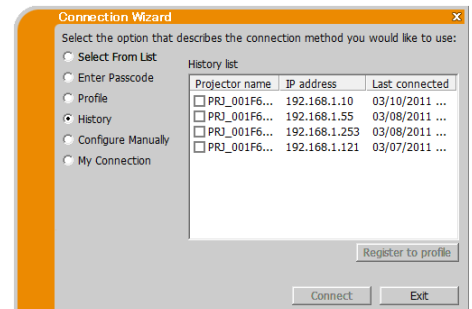 Connection Wizard x
Select the option that describes the connection method you would like to use:
Select From List
Enter Passcode
Profile
History
Configure Manually
My Connection
History list
Projector name IP address Last connected
PRJ_001F6... 192.168.1.10 03/10/2011 ...
PRJ_001F6... 192.168.1.55 03/08/2011 ...
PRJ_001F6... 192.168.1.253 03/08/2011 ...
PRJ_001F6... 192.168.1.121 03/07/2011 ...
Register to profile
Connect Exit